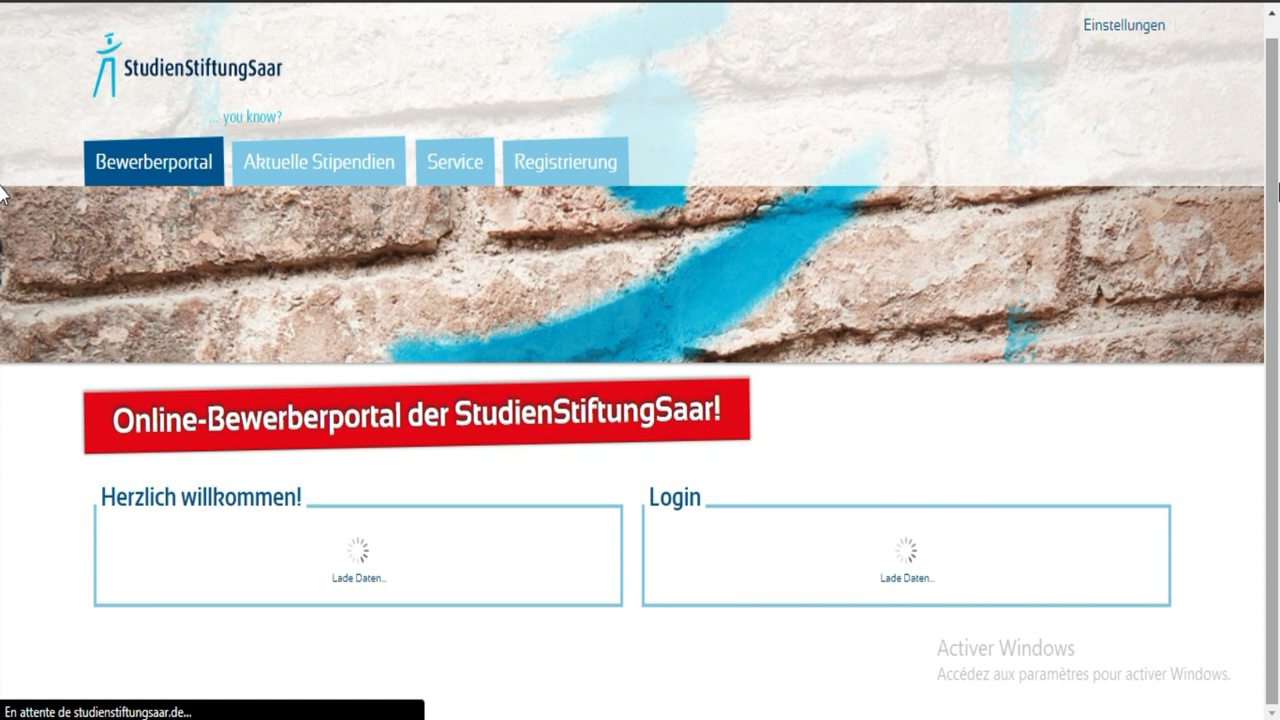 Einstellungen
StudienStiftungSaar
... you know?
Bewerberportal
Aktuelle Stipendien
Service
Registrierung
Online-Bewerberportal der StudienStiftungSaar!
Herzlich willkommen!
Lade Daten...
Login
Lade Daten...
Activer Windows
Accédez aux paramètres pour activer Windows.
En attente de studienstiftungsaar.de...